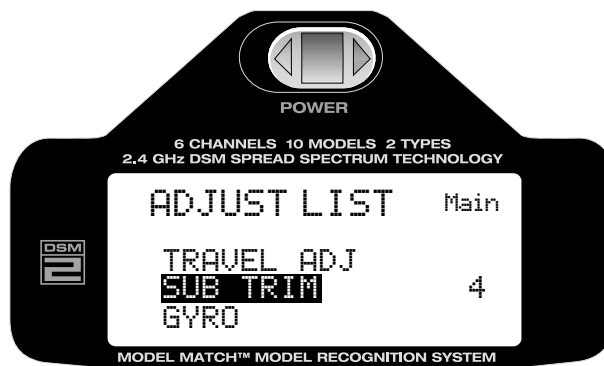 POWER
6 CHANNELS 10 MODELS 2 TYPES
2.4 GHz DSM SPREAD SPECTRUM TECHNOLOGY
ADJUST LIST Main
DSM
2
TRAVEL ADJ
SUB TRIM 4
GYRO
MODEL MATCH™ MODEL RECOGNITION SYSTEM